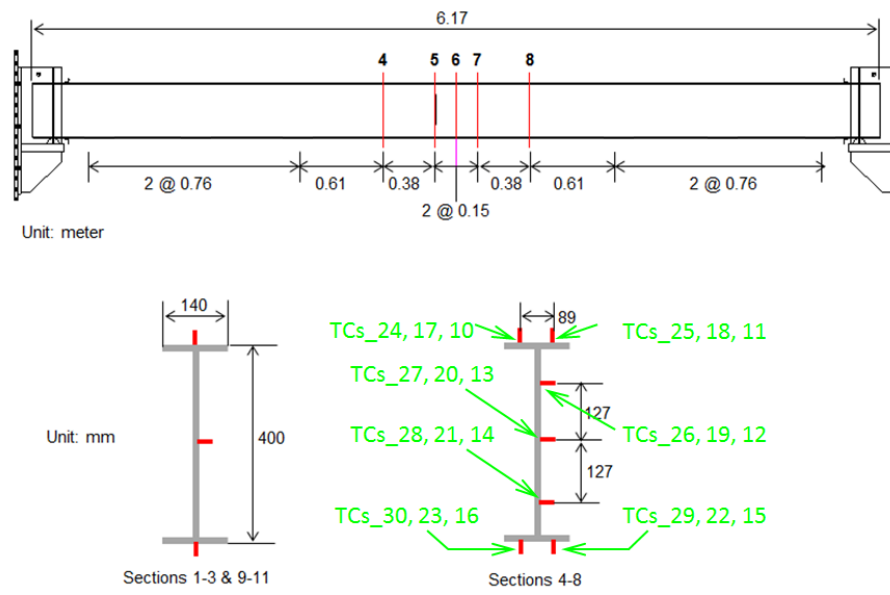 6.17
4 5 6 7 8
2 @ 0.76 0.61 0.38 0.38 0.61 2 @ 0.76
2 @ 0.15
Unit: meter
140
89
TCs_24, 17, 10
TCs_25, 18, 11
TCs_27, 20, 13
127
Unit: mm
400
TCs_28, 21, 14
TCs_26, 19, 12
127
TCs_30, 23, 16
TCs_29, 22, 15
Sections 1-3 & 9-11
Sections 4-8